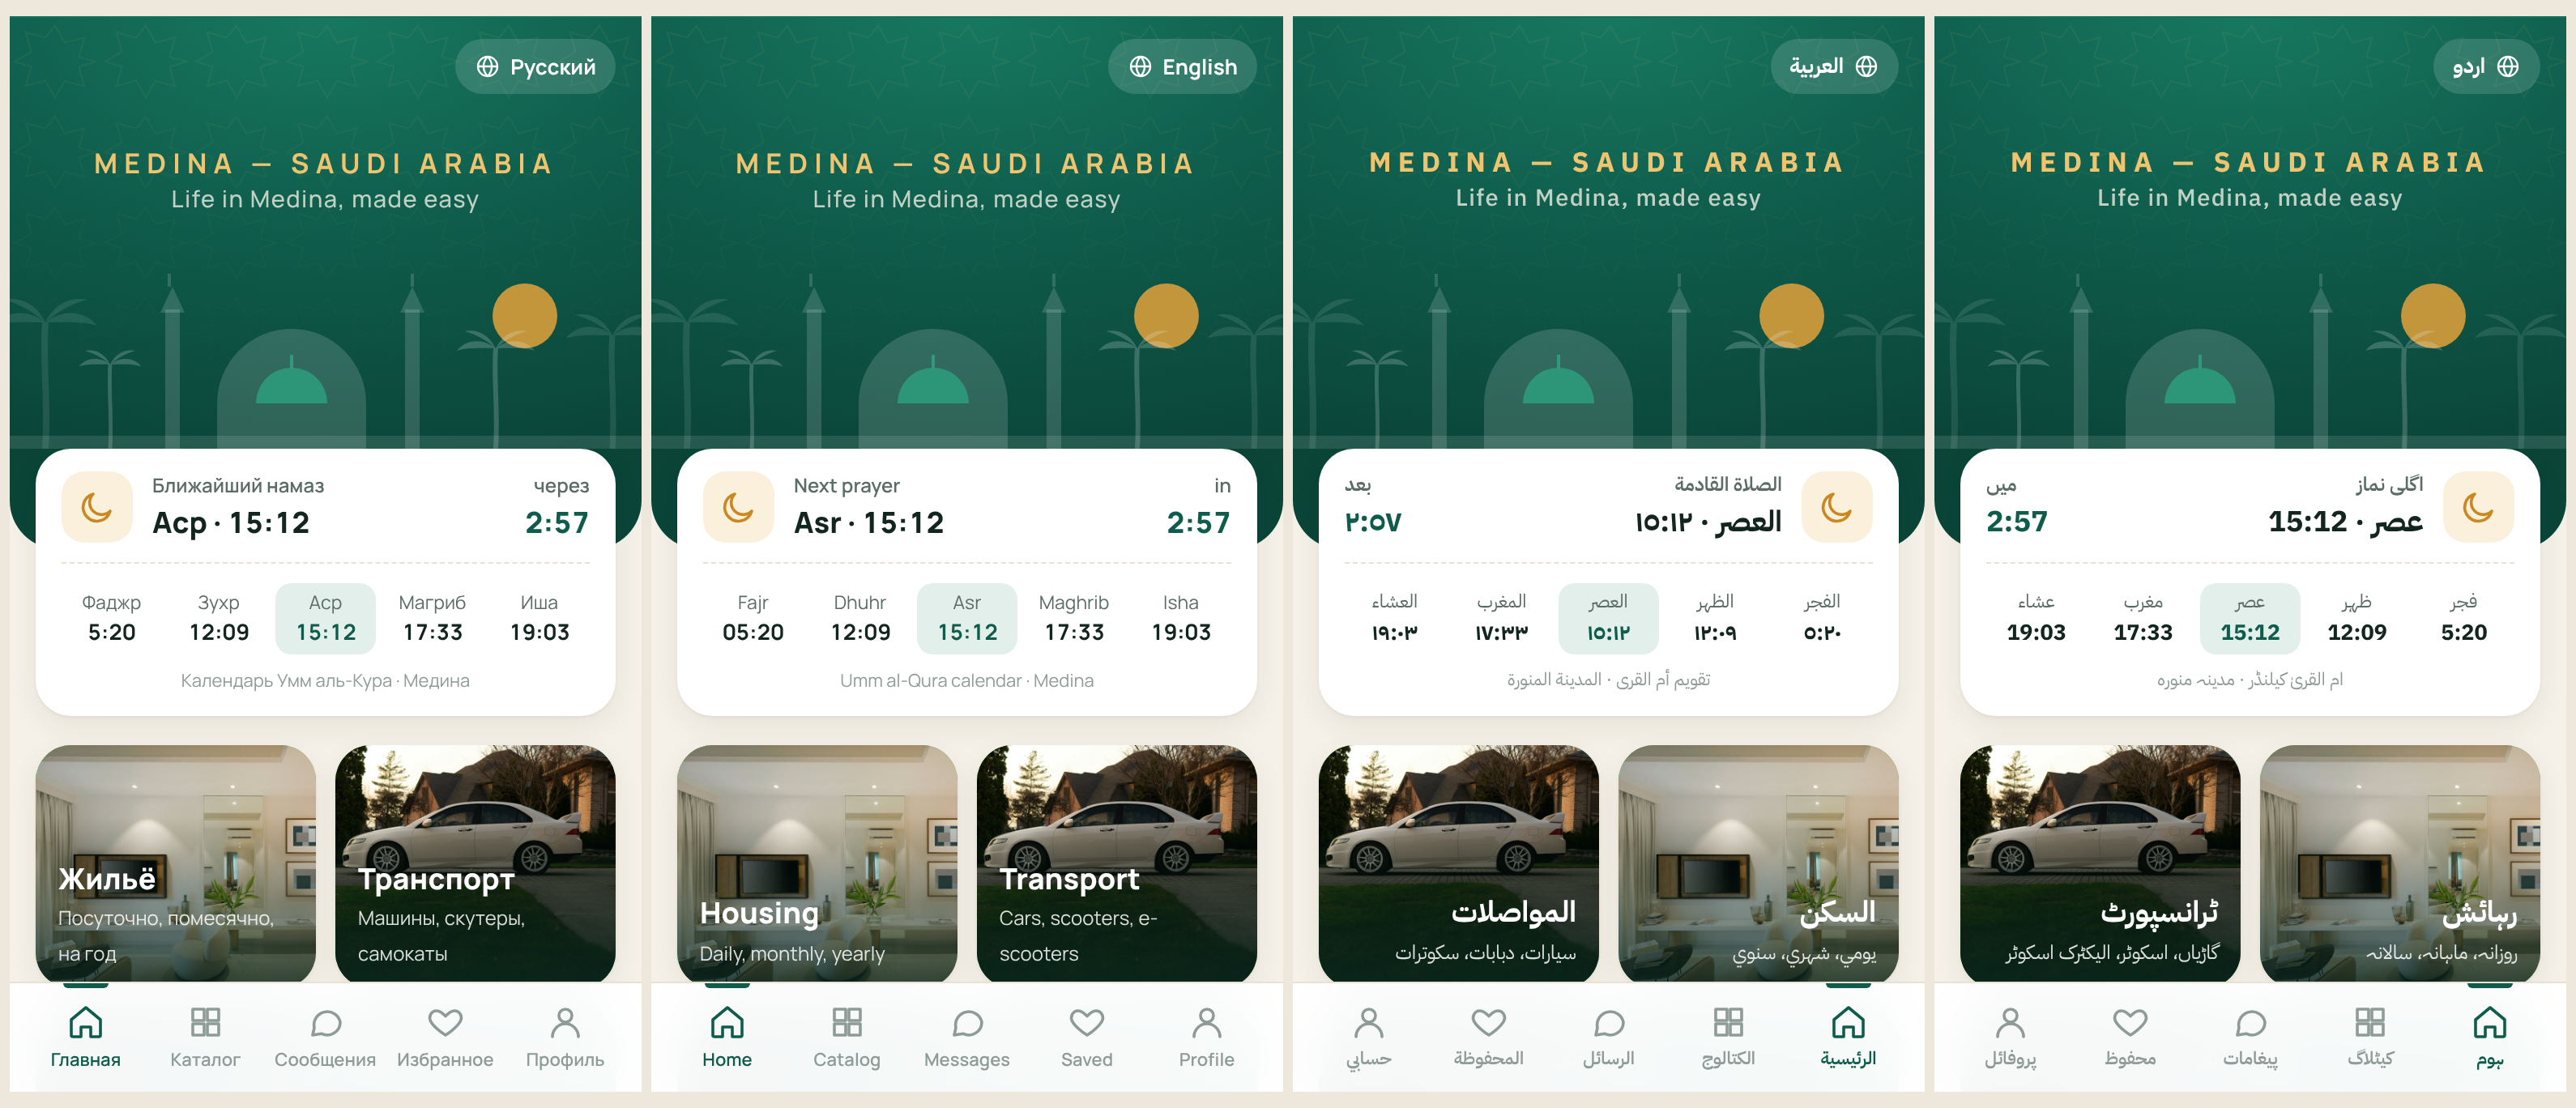 Русский
MEDINA — SAUDI ARABIA
Life in Medina, made easy
Ближайший намаз
через
Аср · 15:12
2:57
Фаджр Зухр Аср Магриб Иша
5:20 12:09 15:12 17:33 19:03
Календарь Умм аль-Кура · Медина
Жильё
Посуточно, помесячно,
на год
Транспорт
Машины, скутеры,
самокаты
Главная Каталог Сообщения Избранное Профиль
English
MEDINA — SAUDI ARABIA
Life in Medina, made easy
Next prayer
in
Asr · 15:12
2:57
Fajr Dhuhr Asr Maghrib Isha
05:20 12:09 15:12 17:33 19:03
Umm al-Qura calendar · Medina
Housing
Daily, monthly, yearly
Transport
Cars, scooters, e-
scooters
Home Catalog Messages Saved Profile
العربية
MEDINA — SAUDI ARABIA
Life in Medina, made easy
الصلاة القادمة
بعد
العصر · ١٥:١٢
٢:٥٧
الفجر الظهر العصر المغرب العشاء
٥:٢٠ ١٢:٠٩ ١٥:١٢ ١٧:٣٣ ١٩:٠٣
تقويم أم القرى · المدينة المنورة
السكن
يومي، شهري، سنوي
المواصلات
سيارات، دبابات، سكوترات
الرئيسية الكتالوج الرسائل المحفوظة حسابي
اردو
MEDINA — SAUDI ARABIA
Life in Medina, made easy
اگلی نماز
میں
عصر · 15:12
2:57
فجر ظہر عصر مغرب عشاء
5:20 12:09 15:12 17:33 19:03
ام القریٰ کیلنڈر · مدینہ منورہ
رہائش
روزانہ، ماہانہ، سالانہ
ٹرانسپورٹ
گاڑیاں، اسکوٹر، الیکٹرک اسکوٹر
ہوم کیٹلاگ پیغامات محفوظ پروفائل